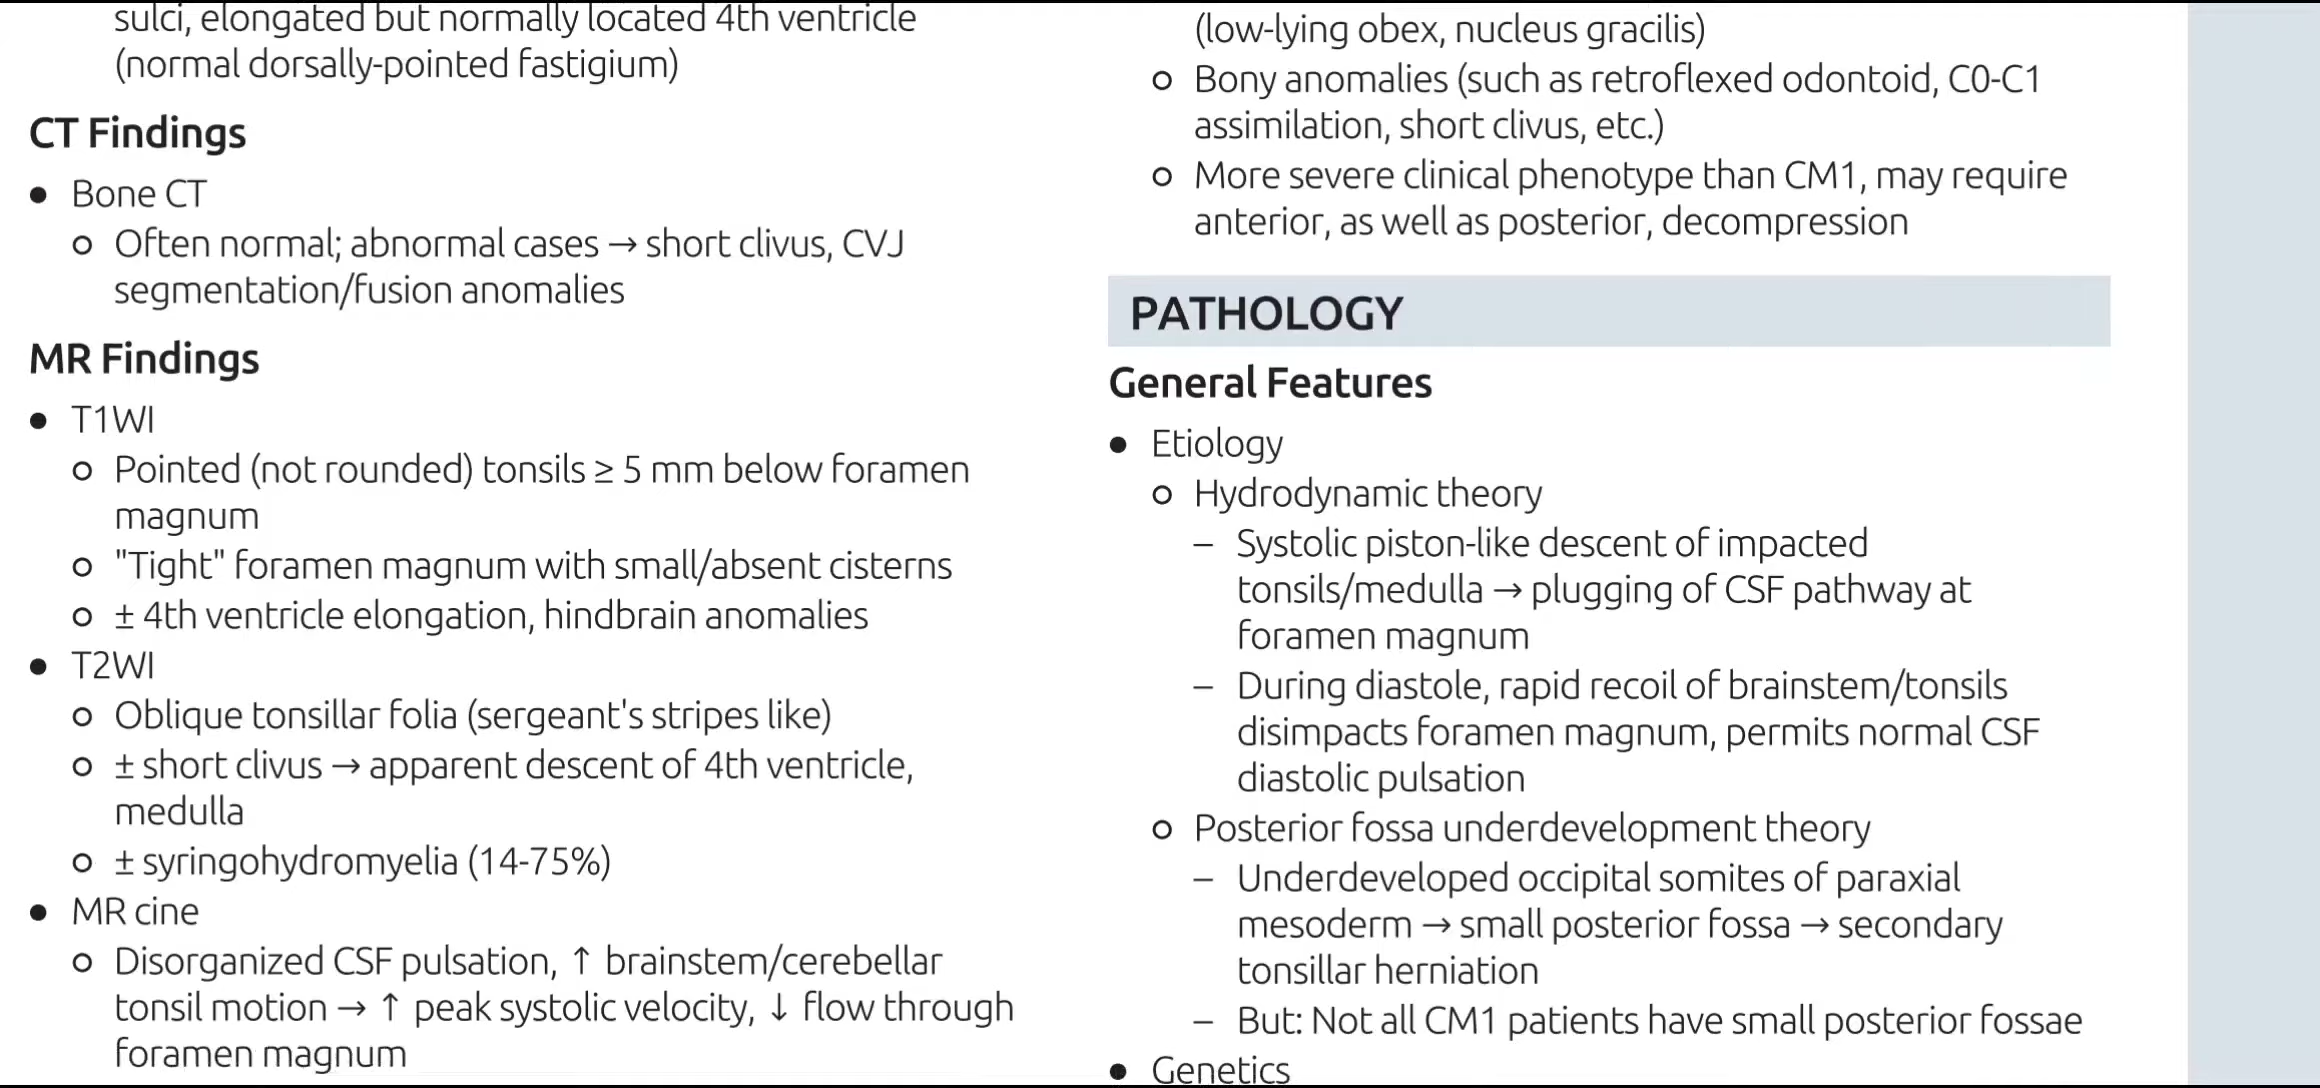 sulci, elongated but normally located 4th ventricle
(normal dorsally-pointed fastigium)
CT Findings
● Bone CT
○ Often normal; abnormal cases → short clivus, CVJ
segmentation/fusion anomalies
MR Findings
● T1WI
○ Pointed (not rounded) tonsils ≥ 5 mm below foramen
magnum
○ "Tight" foramen magnum with small/absent cisterns
○ ± 4th ventricle elongation, hindbrain anomalies
● T2WI
○ Oblique tonsillar folia (sergeant's stripes like)
○ ± short clivus → apparent descent of 4th ventricle,
medulla
○ ± syringohydromyelia (14-75%)
● MR cine
○ Disorganized CSF pulsation, ↑ brainstem/cerebellar
tonsil motion → ↑ peak systolic velocity, ↓ flow through
foramen magnum
(low-lying obex, nucleus gracilis)
○ Bony anomalies (such as retroflexed odontoid, C0-C1
assimilation, short clivus, etc.)
○ More severe clinical phenotype than CM1, may require
anterior, as well as posterior, decompression
PATHOLOGY
General Features
● Etiology
○ Hydrodynamic theory
– Systolic piston-like descent of impacted
tonsils/medulla → plugging of CSF pathway at
foramen magnum
– During diastole, rapid recoil of brainstem/tonsils
disimpacts foramen magnum, permits normal CSF
diastolic pulsation
○ Posterior fossa underdevelopment theory
– Underdeveloped occipital somites of paraxial
mesoderm → small posterior fossa → secondary
tonsillar herniation
– But: Not all CM1 patients have small posterior fossae
● Genetics